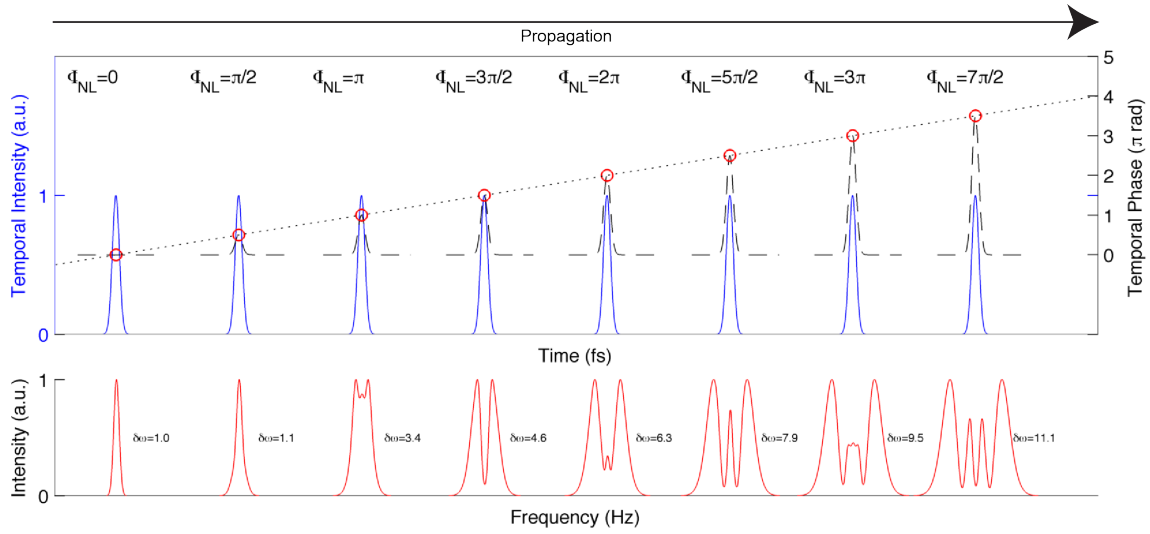 Propagation
Φ_NL=0 Φ_NL=π/2 Φ_NL=π Φ_NL=3π/2 Φ_NL=2π Φ_NL=5π/2 Φ_NL=3π Φ_NL=7π/2
Temporal Intensity (a.u.)
1
0
5
4
3
2
1
0
Temporal Phase (π rad)
Time (fs)
Intensity (a.u.)
1
0
δω=1.0 δω=1.1 δω=3.4 δω=4.6 δω=6.3 δω=7.9 δω=9.5 δω=11.1
Frequency (Hz)